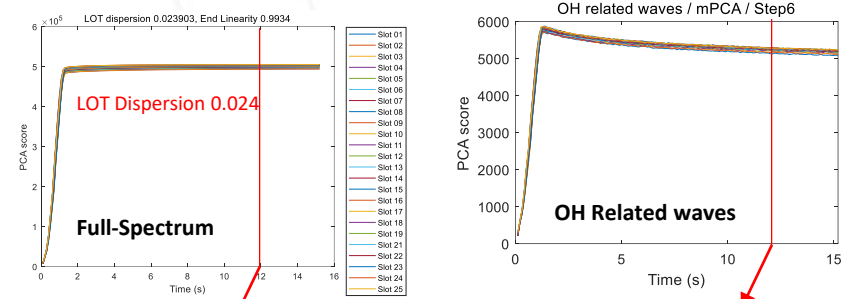 LOT dispersion 0.023903, End Linearity 0.9934
×10⁵
6
5
4
3
2
1
0
PCA score
LOT Dispersion 0.024
Full-Spectrum
0 2 4 6 8 10 12 14 16
Time (s)
Slot 01
Slot 02
Slot 03
Slot 04
Slot 05
Slot 06
Slot 07
Slot 08
Slot 09
Slot 10
Slot 11
Slot 12
Slot 13
Slot 14
Slot 15
Slot 16
Slot 17
Slot 18
Slot 19
Slot 21
Slot 22
Slot 23
Slot 24
Slot 25
OH related waves / mPCA / Step6
6000
5000
4000
3000
2000
1000
0
PCA score
OH Related waves
0 5 10 15
Time (s)